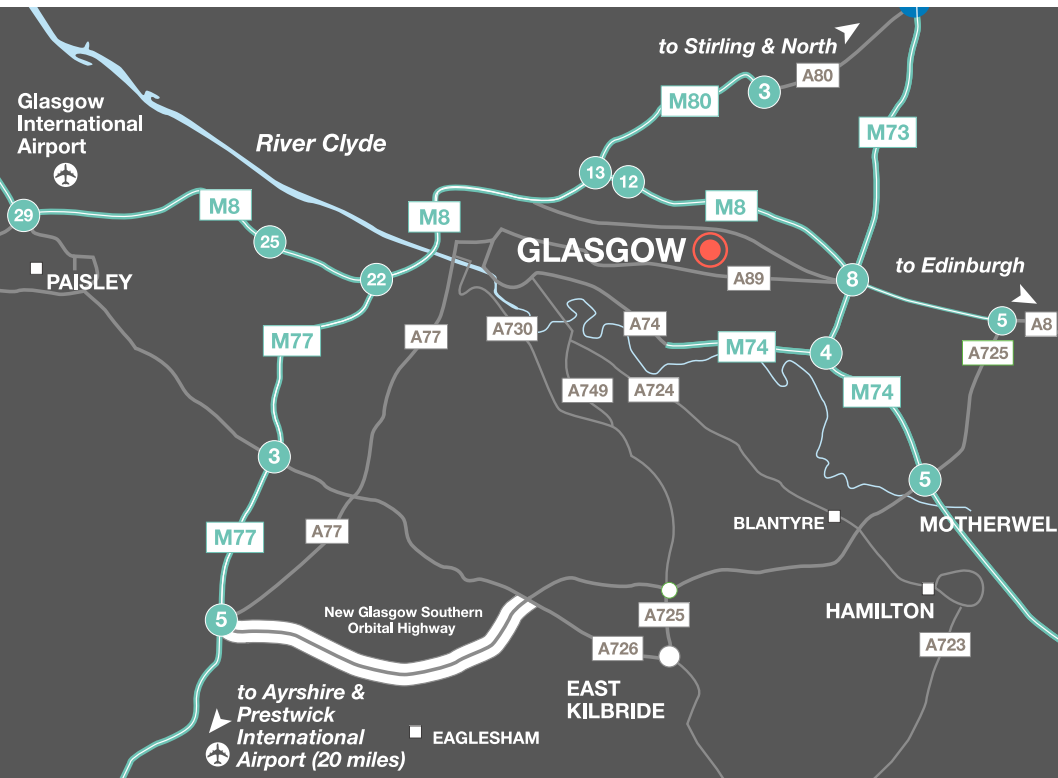 to Stirling & North
A80
3
M80
Glasgow
International
Airport
M73
River Clyde
13
12
29
M8
M8
M8
25
GLASGOW
to Edinburgh
PAISLEY
22
A89
8
5
A8
A77
A730
A74
M77
M74
4
A725
A749
A724
M74
3
5
BLANTYRE
MOTHERWEL
A77
M77
New Glasgow Southern
Orbital Highway
5
A725
HAMILTON
A726
A723
EAST
KILBRIDE
to Ayrshire &
Prestwick
International
Airport (20 miles)
EAGLESHAM